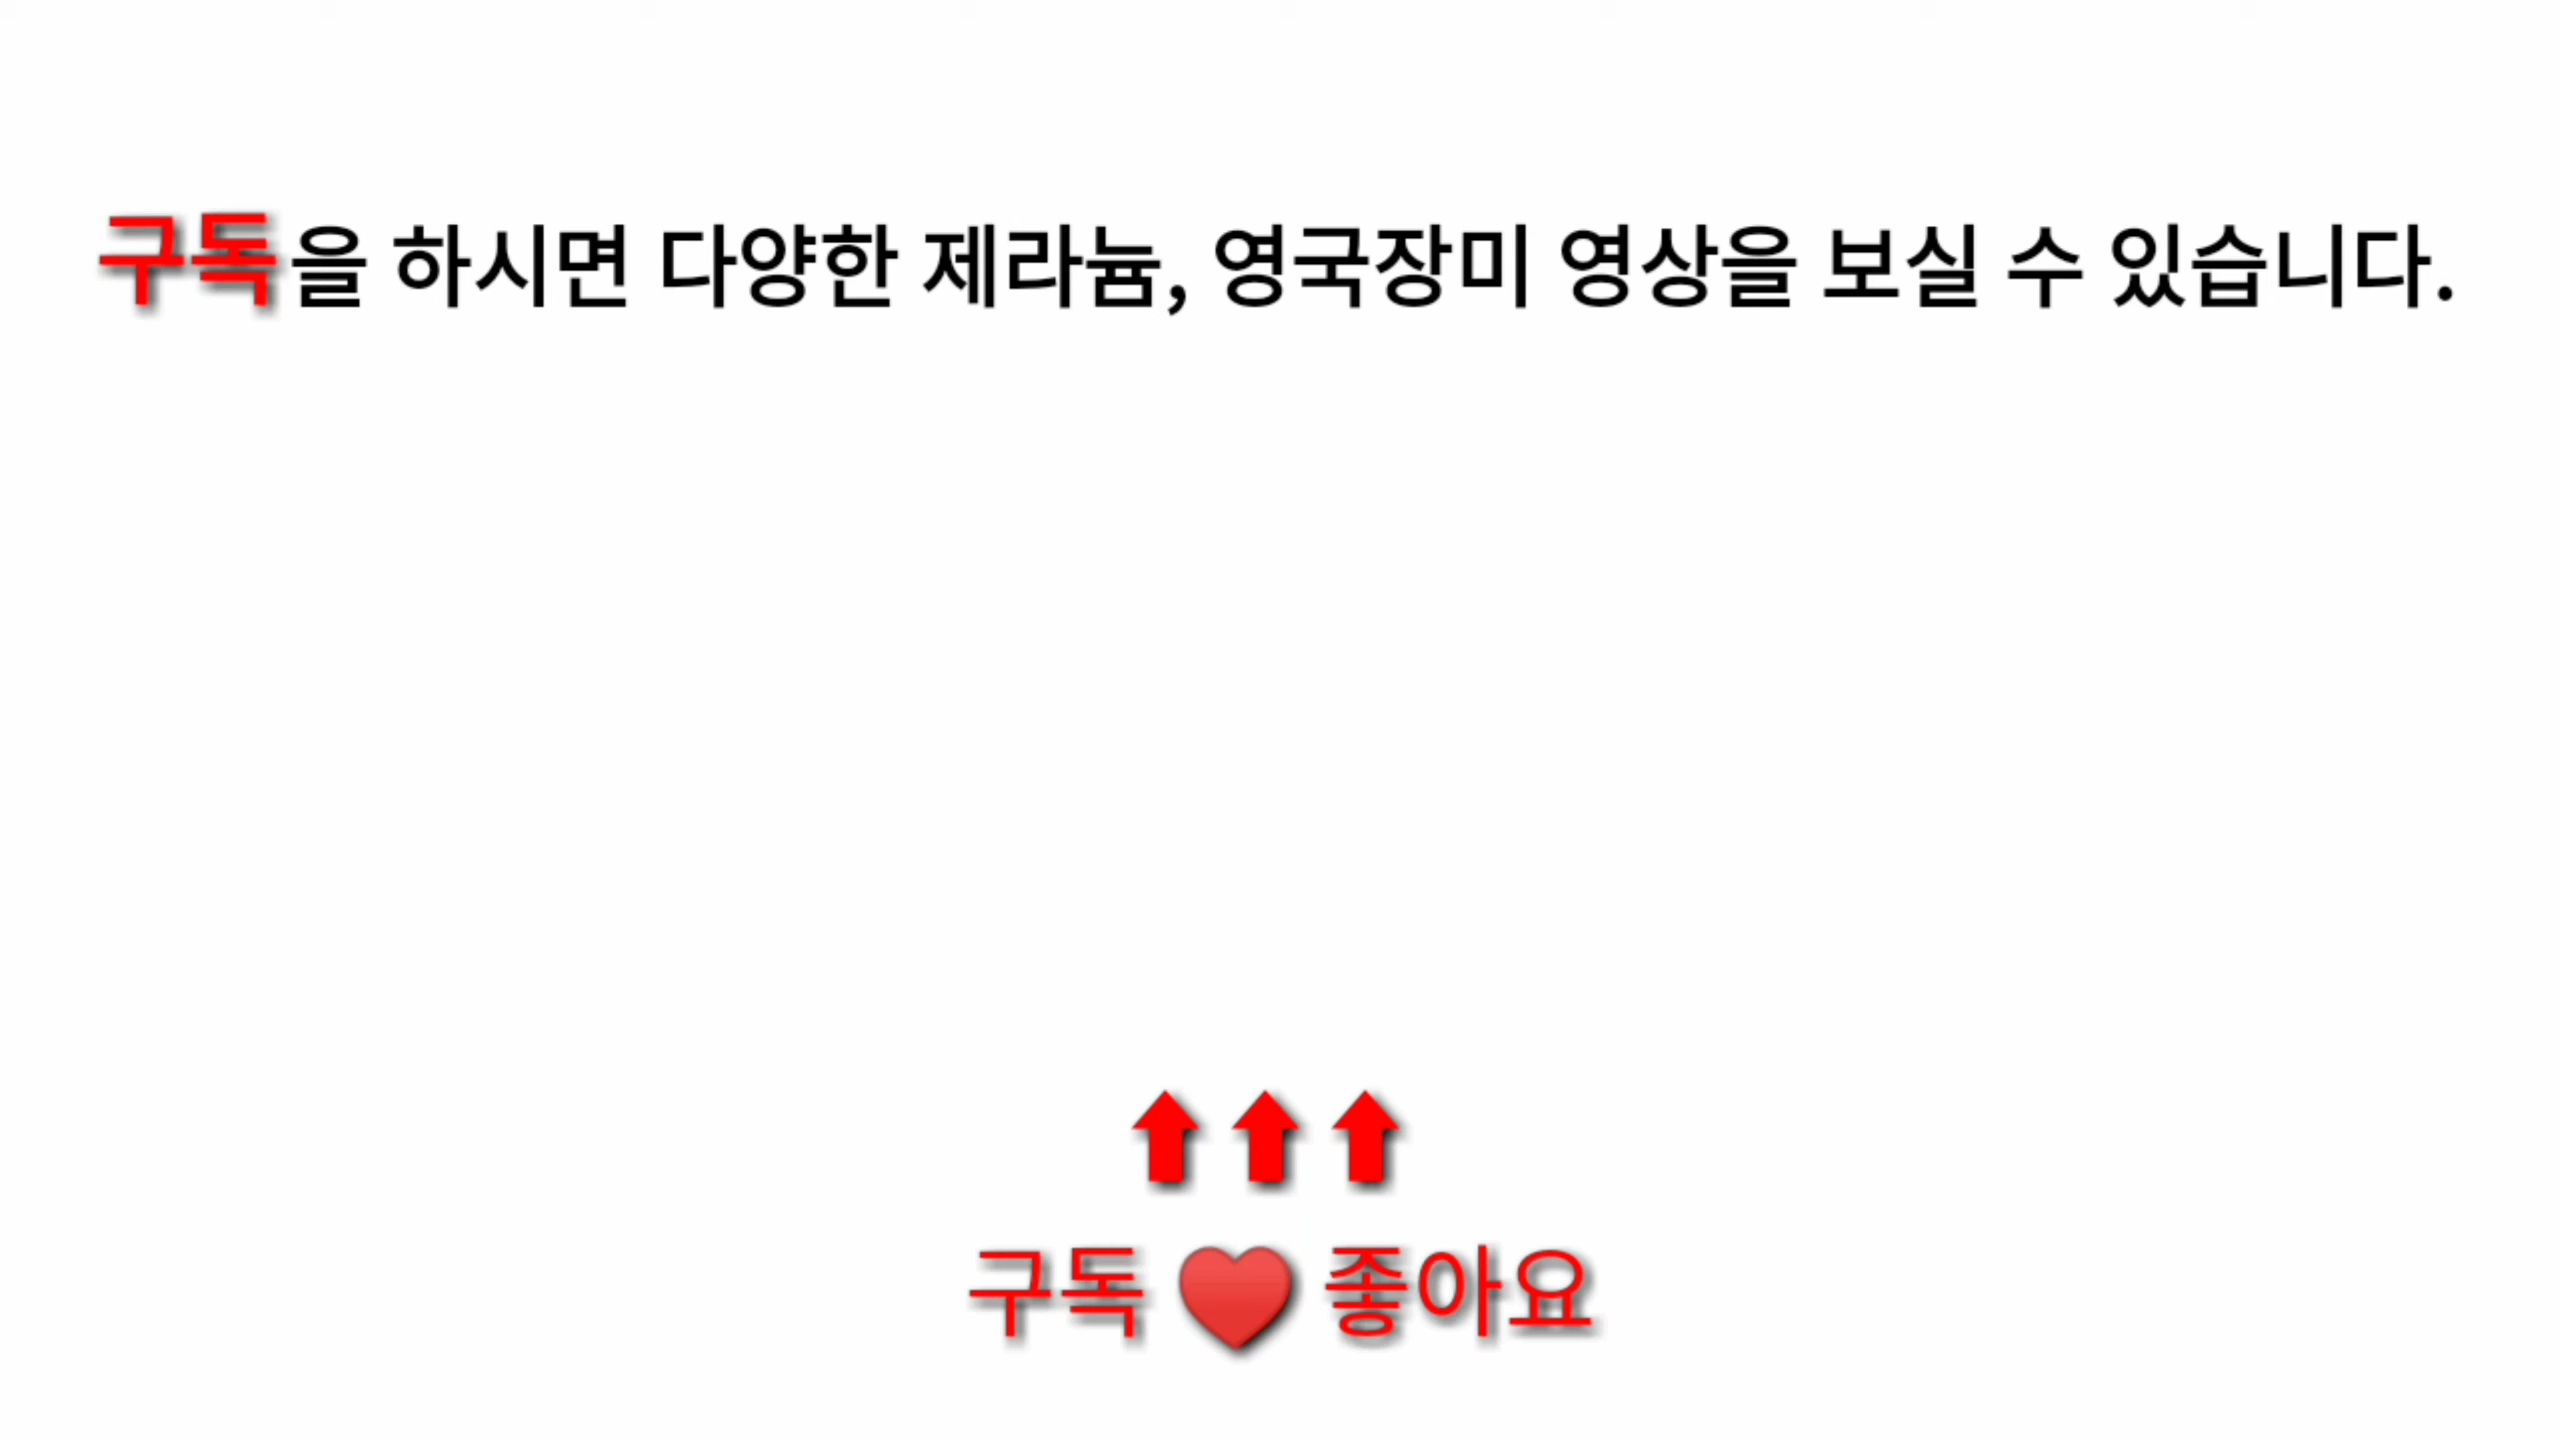 구독을 하시면 다양한 제라늄, 영국장미 영상을 보실 수 있습니다.
구독 ❤ 좋아요